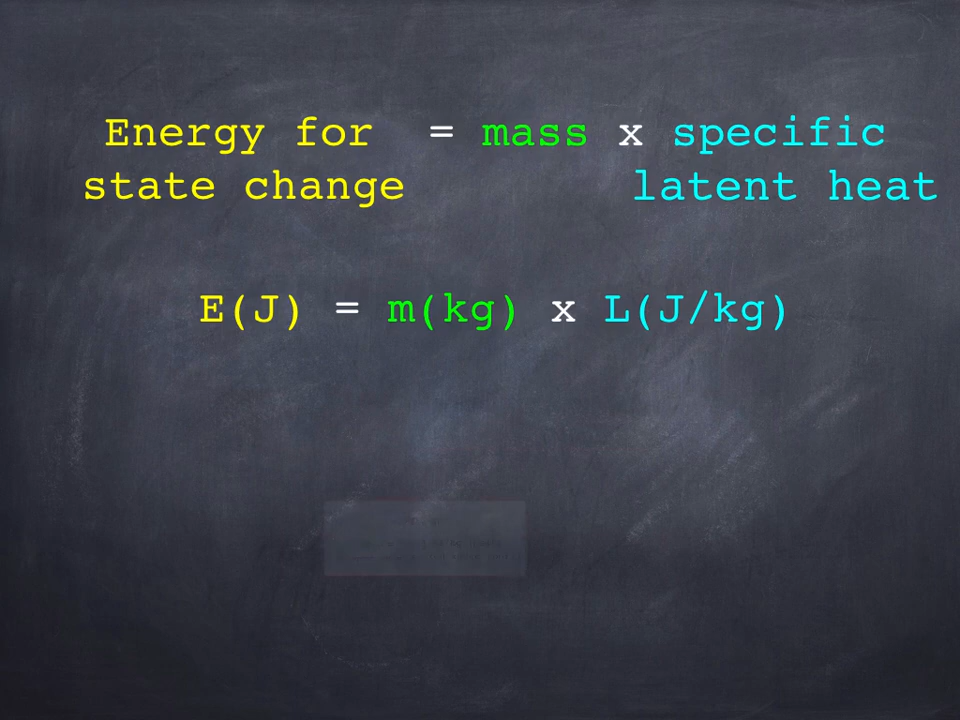 Energy for = mass x specific
state change latent heat
E(J) = m(kg) x L(J/kg)